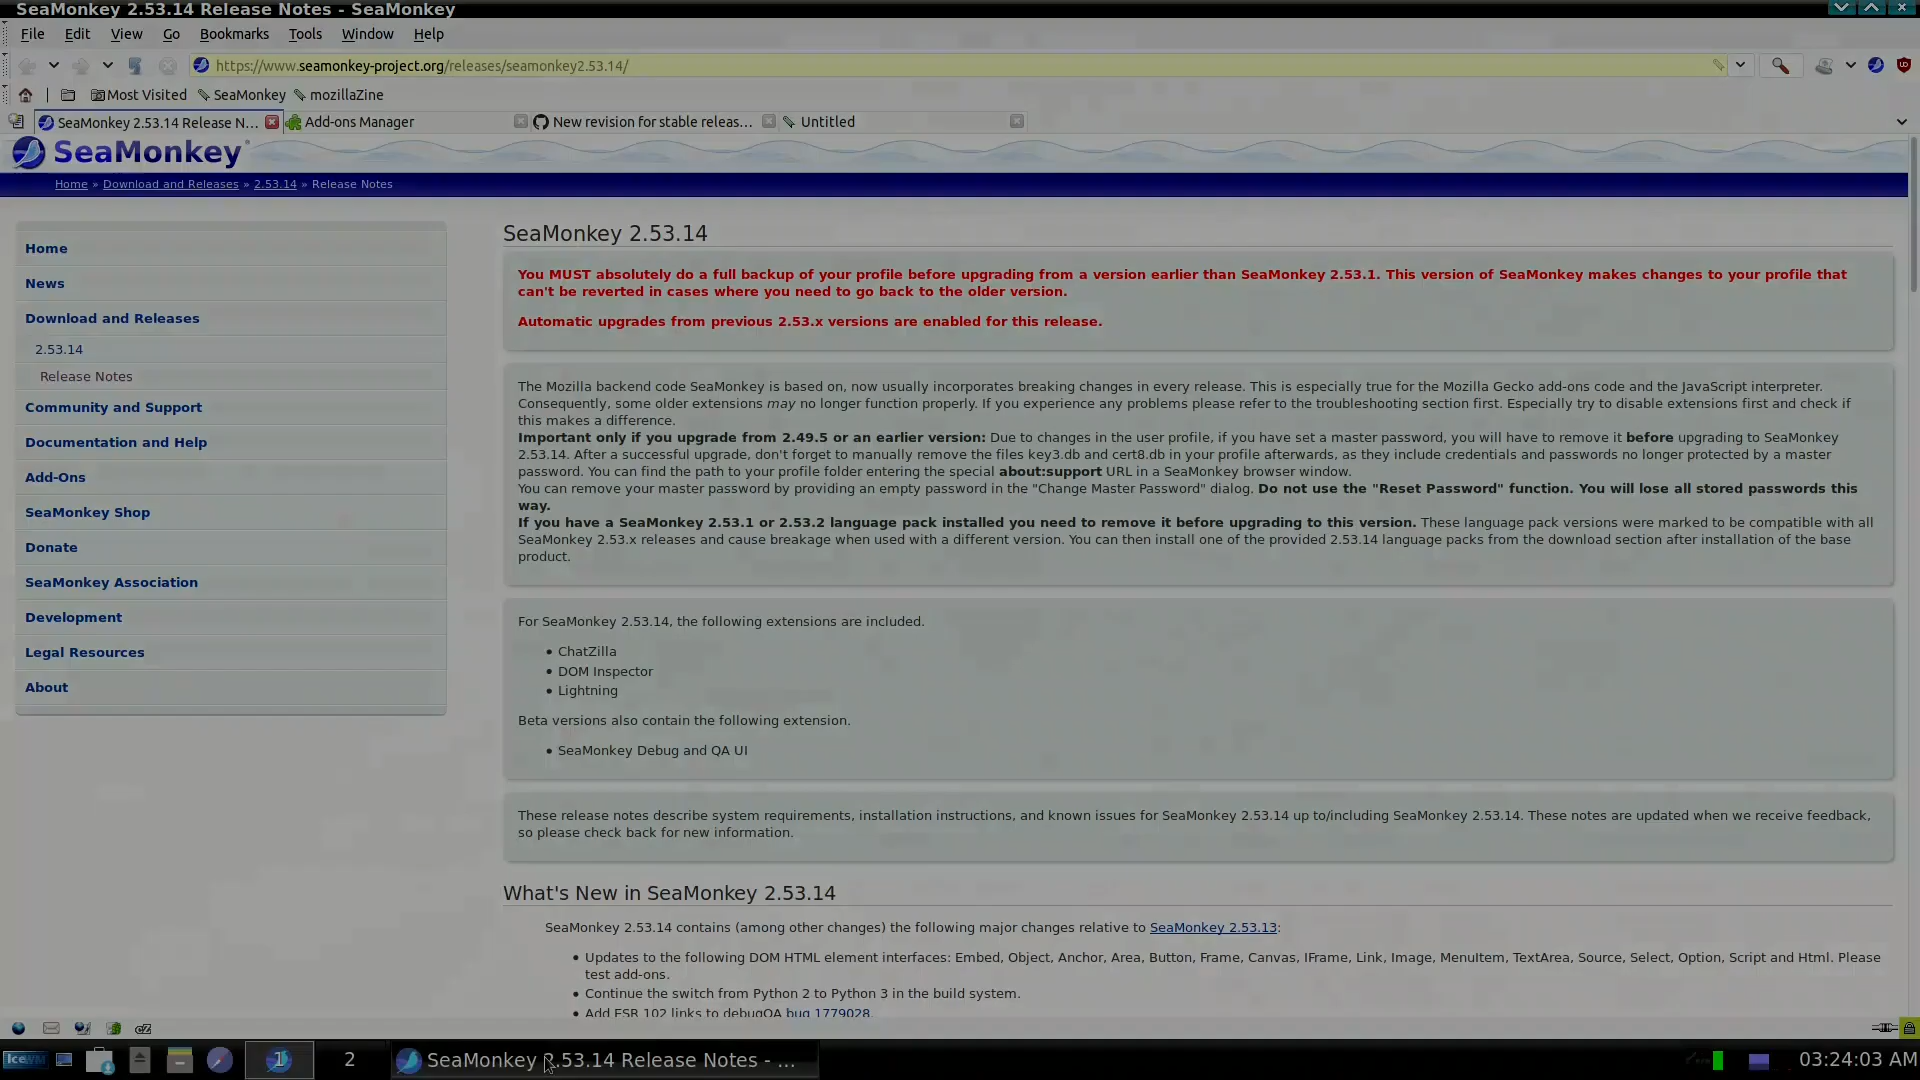 SeaMonkey 2.53.14 Release Notes - SeaMonkey
File Edit View Go Bookmarks Tools Window Help
https://www.seamonkey-project.org/releases/seamonkey2.53.14/
Most Visited SeaMonkey mozillaZine
SeaMonkey 2.53.14 Release N... Add-ons Manager New revision for stable releas... Untitled
SeaMonkey
Home » Download and Releases » 2.53.14 » Release Notes
Home
News
Download and Releases
2.53.14
Release Notes
Community and Support
Documentation and Help
Add-Ons
SeaMonkey Shop
Donate
SeaMonkey Association
Development
Legal Resources
About
SeaMonkey 2.53.14
You MUST absolutely do a full backup of your profile before upgrading from a version earlier than SeaMonkey 2.53.1. This version of SeaMonkey makes changes to your profile that
can't be reverted in cases where you need to go back to the older version.
Automatic upgrades from previous 2.53.x versions are enabled for this release.
The Mozilla backend code SeaMonkey is based on, now usually incorporates breaking changes in every release. This is especially true for the Mozilla Gecko add-ons code and the JavaScript interpreter.
Consequently, some older extensions may no longer function properly. If you experience any problems please refer to the troubleshooting section first. Especially try to disable extensions first and check if
this makes a difference.
Important only if you upgrade from 2.49.5 or an earlier version: Due to changes in the user profile, if you have set a master password, you will have to remove it before upgrading to SeaMonkey
2.53.14. After a successful upgrade, don't forget to manually remove the files key3.db and cert8.db in your profile afterwards, as they include credentials and passwords no longer protected by a master
password. You can find the path to your profile folder entering the special about:support URL in a SeaMonkey browser window.
You can remove your master password by providing an empty password in the "Change Master Password" dialog. Do not use the "Reset Password" function. You will lose all stored passwords this
way.
If you have a SeaMonkey 2.53.1 or 2.53.2 language pack installed you need to remove it before upgrading to this version. These language pack versions were marked to be compatible with all
SeaMonkey 2.53.x releases and cause breakage when used with a different version. You can then install one of the provided 2.53.14 language packs from the download section after installation of the base
product.
For SeaMonkey 2.53.14, the following extensions are included.
• ChatZilla
• DOM Inspector
• Lightning
Beta versions also contain the following extension.
• SeaMonkey Debug and QA UI
These release notes describe system requirements, installation instructions, and known issues for SeaMonkey 2.53.14 up to/including SeaMonkey 2.53.14. These notes are updated when we receive feedback,
so please check back for new information.
What's New in SeaMonkey 2.53.14
SeaMonkey 2.53.14 contains (among other changes) the following major changes relative to SeaMonkey 2.53.13:
• Updates to the following DOM HTML element interfaces: Embed, Object, Anchor, Area, Button, Frame, Canvas, IFrame, Link, Image, MenuItem, TextArea, Source, Select, Option, Script and Html. Please
test add-ons.
• Continue the switch from Python 2 to Python 3 in the build system.
• Add ESR 102 links to debugQA bug 1779028.
cZ
IceWM 1 2 SeaMonkey 2.53.14 Release Notes - ... 03:24:03 AM